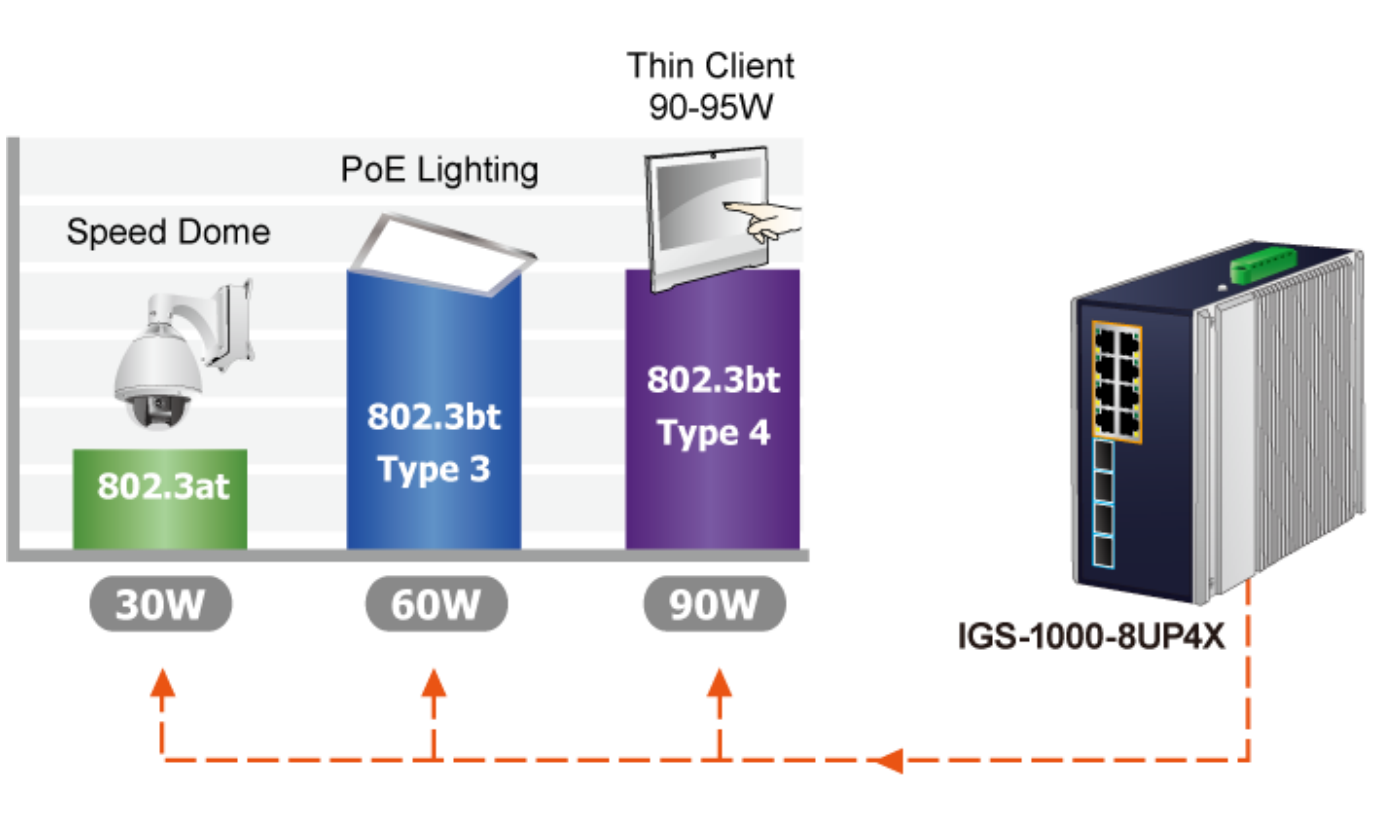 Thin Client
90-95W
PoE Lighting
Speed Dome
802.3at
802.3bt
Type 3
802.3bt
Type 4
30W
60W
90W
IGS-1000-8UP4X